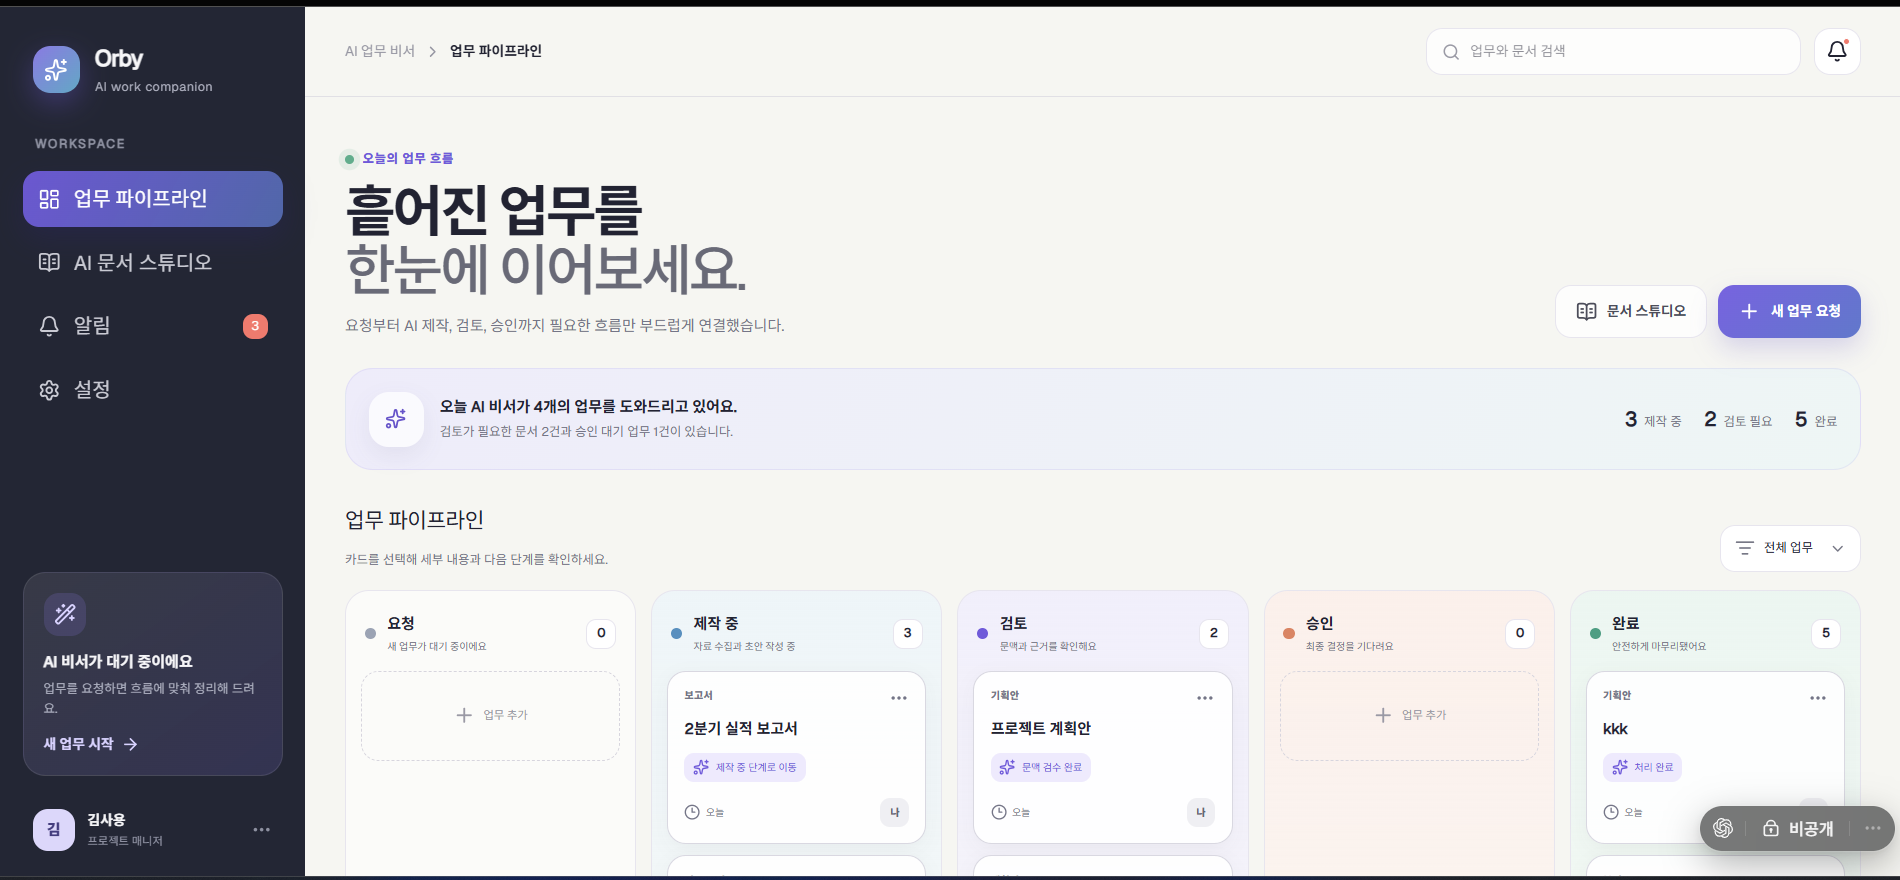 Orby
AI work companion
WORKSPACE
업무 파이프라인
AI 문서 스튜디오
알림
3
설정
AI 비서가 대기 중이에요
업무를 요청하면 흐름에 맞춰 정리해 드려
요.
새 업무 시작
김
김사용
프로젝트 매니저
AI 업무 비서
업무 파이프라인
업무와 문서 검색
오늘의 업무 흐름
흩어진 업무를
한눈에 이어보세요.
요청부터 AI 제작, 검토, 승인까지 필요한 흐름만 부드럽게 연결했습니다.
문서 스튜디오
새 업무 요청
오늘 AI 비서가 4개의 업무를 도와드리고 있어요.
검토가 필요한 문서 2건과 승인 대기 업무 1건이 있습니다.
3 제작 중
2 검토 필요
5 완료
업무 파이프라인
카드를 선택해 세부 내용과 다음 단계를 확인하세요.
전체 업무
요청
새 업무가 대기 중이에요
0
업무 추가
제작 중
자료 수집과 초안 작성 중
3
보고서
2분기 실적 보고서
제작 중 단계로 이동
오늘
나
검토
문맥과 근거를 확인해요
2
기획안
프로젝트 계획안
문맥 검수 완료
오늘
나
승인
최종 결정을 기다려요
0
업무 추가
완료
안전하게 마무리됐어요
5
기획안
kkk
처리 완료
오늘
비공개